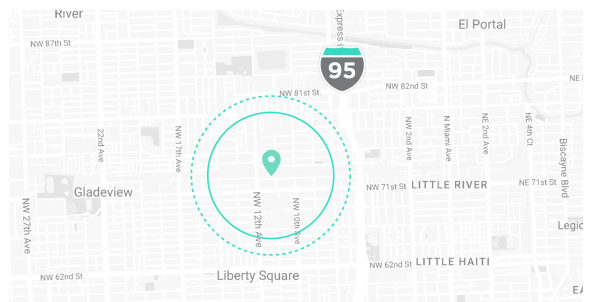 River
Express
El Portal
NW 87th St
95
NE
NW 81st St
NW 82nd St
22nd Ave
NW 17th Ave
NW 2nd Ave
N Miami Ave
NE 2nd Ave
NE 4th Ct
Biscayne Blvd
Gladeview
NW 71st St
LITTLE RIVER
NE 71st St
NW 27th Ave
NW 12th Ave
NW 10th Ave
Legio
NW 62nd St
Liberty Square
NW 62nd St
LITTLE HAITI
EA